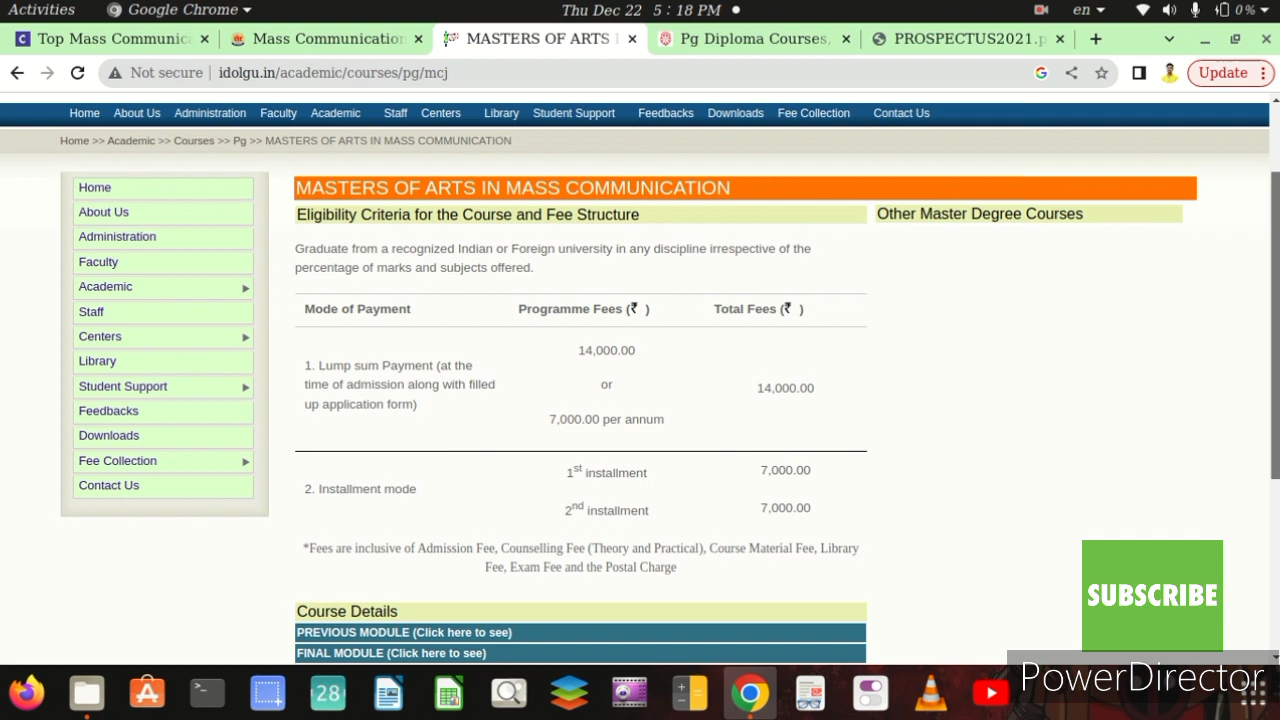 Activities Google Chrome Thu Dec 22 5:18 PM en 0%
Top Mass Communica Mass Communication MASTERS OF ARTS I Pg Diploma Courses, PROSPECTUS2021.p
Not secure idolgu.in/academic/courses/pg/mcj Update
Home About Us Administration Faculty Academic Staff Centers Library Student Support Feedbacks Downloads Fee Collection Contact Us
Home >> Academic >> Courses >> Pg >> MASTERS OF ARTS IN MASS COMMUNICATION
Home
About Us
Administration
Faculty
Academic
Staff
Centers
Library
Student Support
Feedbacks
Downloads
Fee Collection
Contact Us
MASTERS OF ARTS IN MASS COMMUNICATION
Eligibility Criteria for the Course and Fee Structure
Graduate from a recognized Indian or Foreign university in any discipline irrespective of the
percentage of marks and subjects offered.
Mode of Payment Programme Fees (₹ ) Total Fees (₹ )
1. Lump sum Payment (at the
time of admission along with filled
up application form)
14,000.00
or
7,000.00 per annum
14,000.00
2. Installment mode
1st installment 7,000.00
2nd installment 7,000.00
*Fees are inclusive of Admission Fee, Counselling Fee (Theory and Practical), Course Material Fee, Library
Fee, Exam Fee and the Postal Charge
Course Details
PREVIOUS MODULE (Click here to see)
FINAL MODULE (Click here to see)
Other Master Degree Courses
SUBSCRIBE
PowerDirector
28